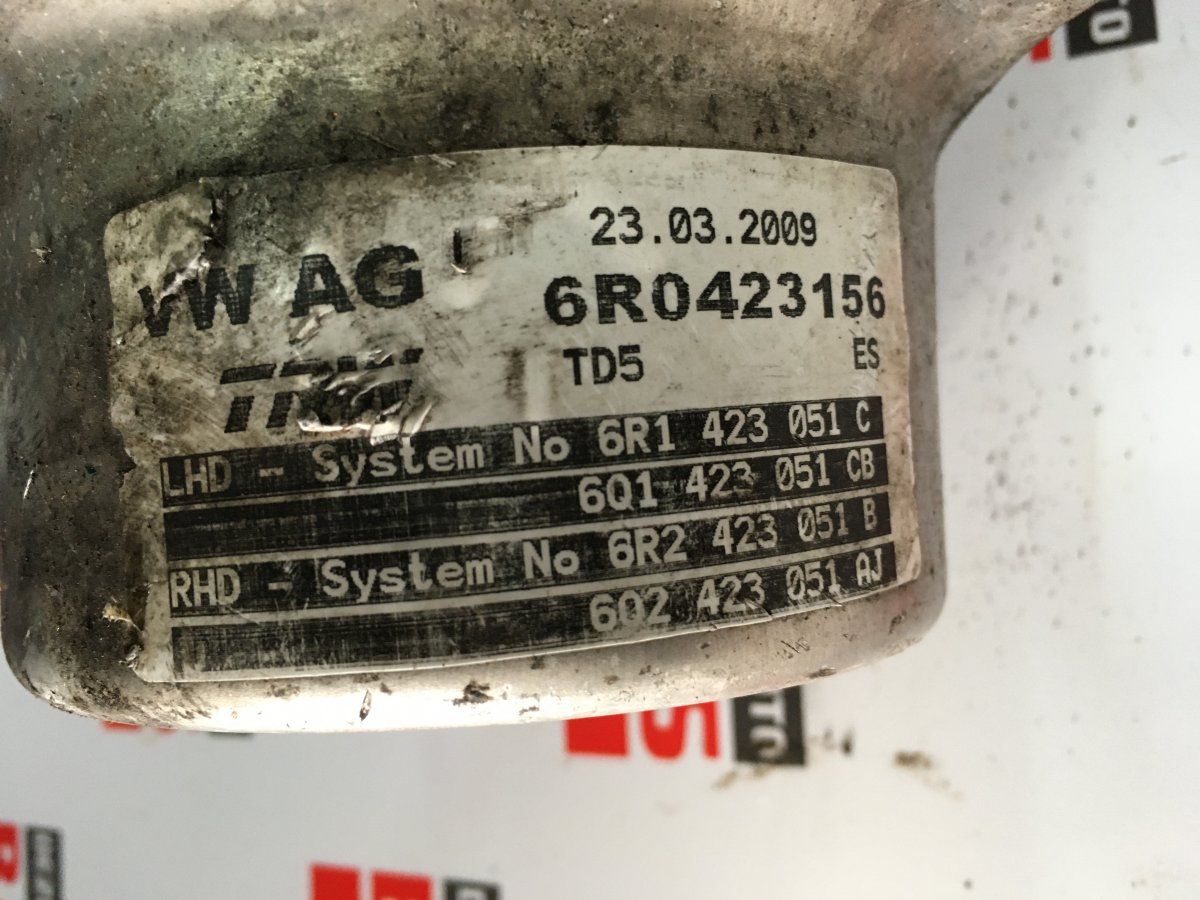 23.03.2009
VW AG 6R0423156
TRW TD5 ES
LHD - System No 6R1 423 051 C
6Q1 423 051 CB
RHD - System No 6R2 423 051 B
6Q2 423 051 AJ